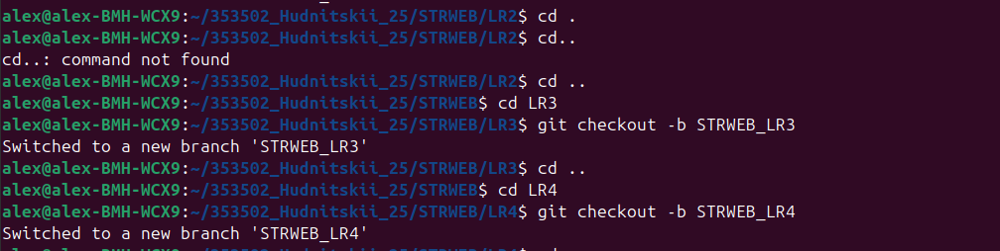 alex@alex-BMH-WCX9:~/353502_Hudnitskii_25/STRWEB/LR2$ cd .
alex@alex-BMH-WCX9:~/353502_Hudnitskii_25/STRWEB/LR2$ cd..
cd..: command not found
alex@alex-BMH-WCX9:~/353502_Hudnitskii_25/STRWEB/LR2$ cd ..
alex@alex-BMH-WCX9:~/353502_Hudnitskii_25/STRWEB$ cd LR3
alex@alex-BMH-WCX9:~/353502_Hudnitskii_25/STRWEB/LR3$ git checkout -b STRWEB_LR3
Switched to a new branch 'STRWEB_LR3'
alex@alex-BMH-WCX9:~/353502_Hudnitskii_25/STRWEB/LR3$ cd ..
alex@alex-BMH-WCX9:~/353502_Hudnitskii_25/STRWEB$ cd LR4
alex@alex-BMH-WCX9:~/353502_Hudnitskii_25/STRWEB/LR4$ git checkout -b STRWEB_LR4
Switched to a new branch 'STRWEB_LR4'